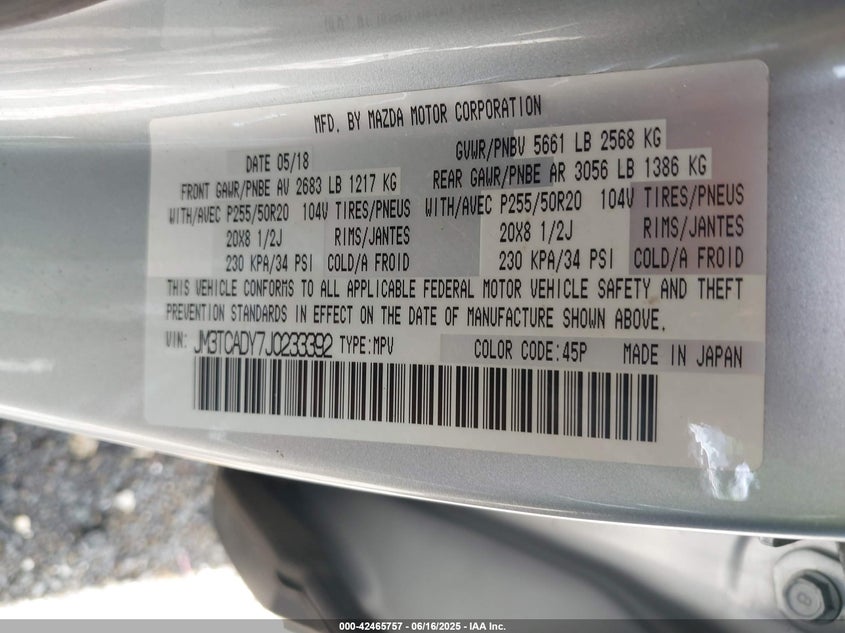 MFD. BY MAZDA MOTOR CORPORATION
DATE 05/18 GVWR/PNBV 5661 LB 2568 KG
FRONT GAWR/PNBE AV 2683 LB 1217 KG REAR GAWR/PNBE AR 3056 LB 1386 KG
WITH/AVEC P255/50R20 104V TIRES/PNEUS WITH/AVEC P255/50R20 104V TIRES/PNEUS
20X8 1/2J RIMS/JANTES 20X8 1/2J RIMS/JANTES
230 KPA/34 PSI COLD/A FROID 230 KPA/34 PSI COLD/A FROID
THIS VEHICLE CONFORMS TO ALL APPLICABLE FEDERAL MOTOR VEHICLE SAFETY AND THEFT
PREVENTION STANDARDS IN EFFECT ON THE DATE OF MANUFACTURE SHOWN ABOVE.
VIN: JM3TCADY7J0233392 TYPE:MPV COLOR CODE:45P MADE IN JAPAN
8
000-42465757 - 06/16/2025 - IAA Inc.